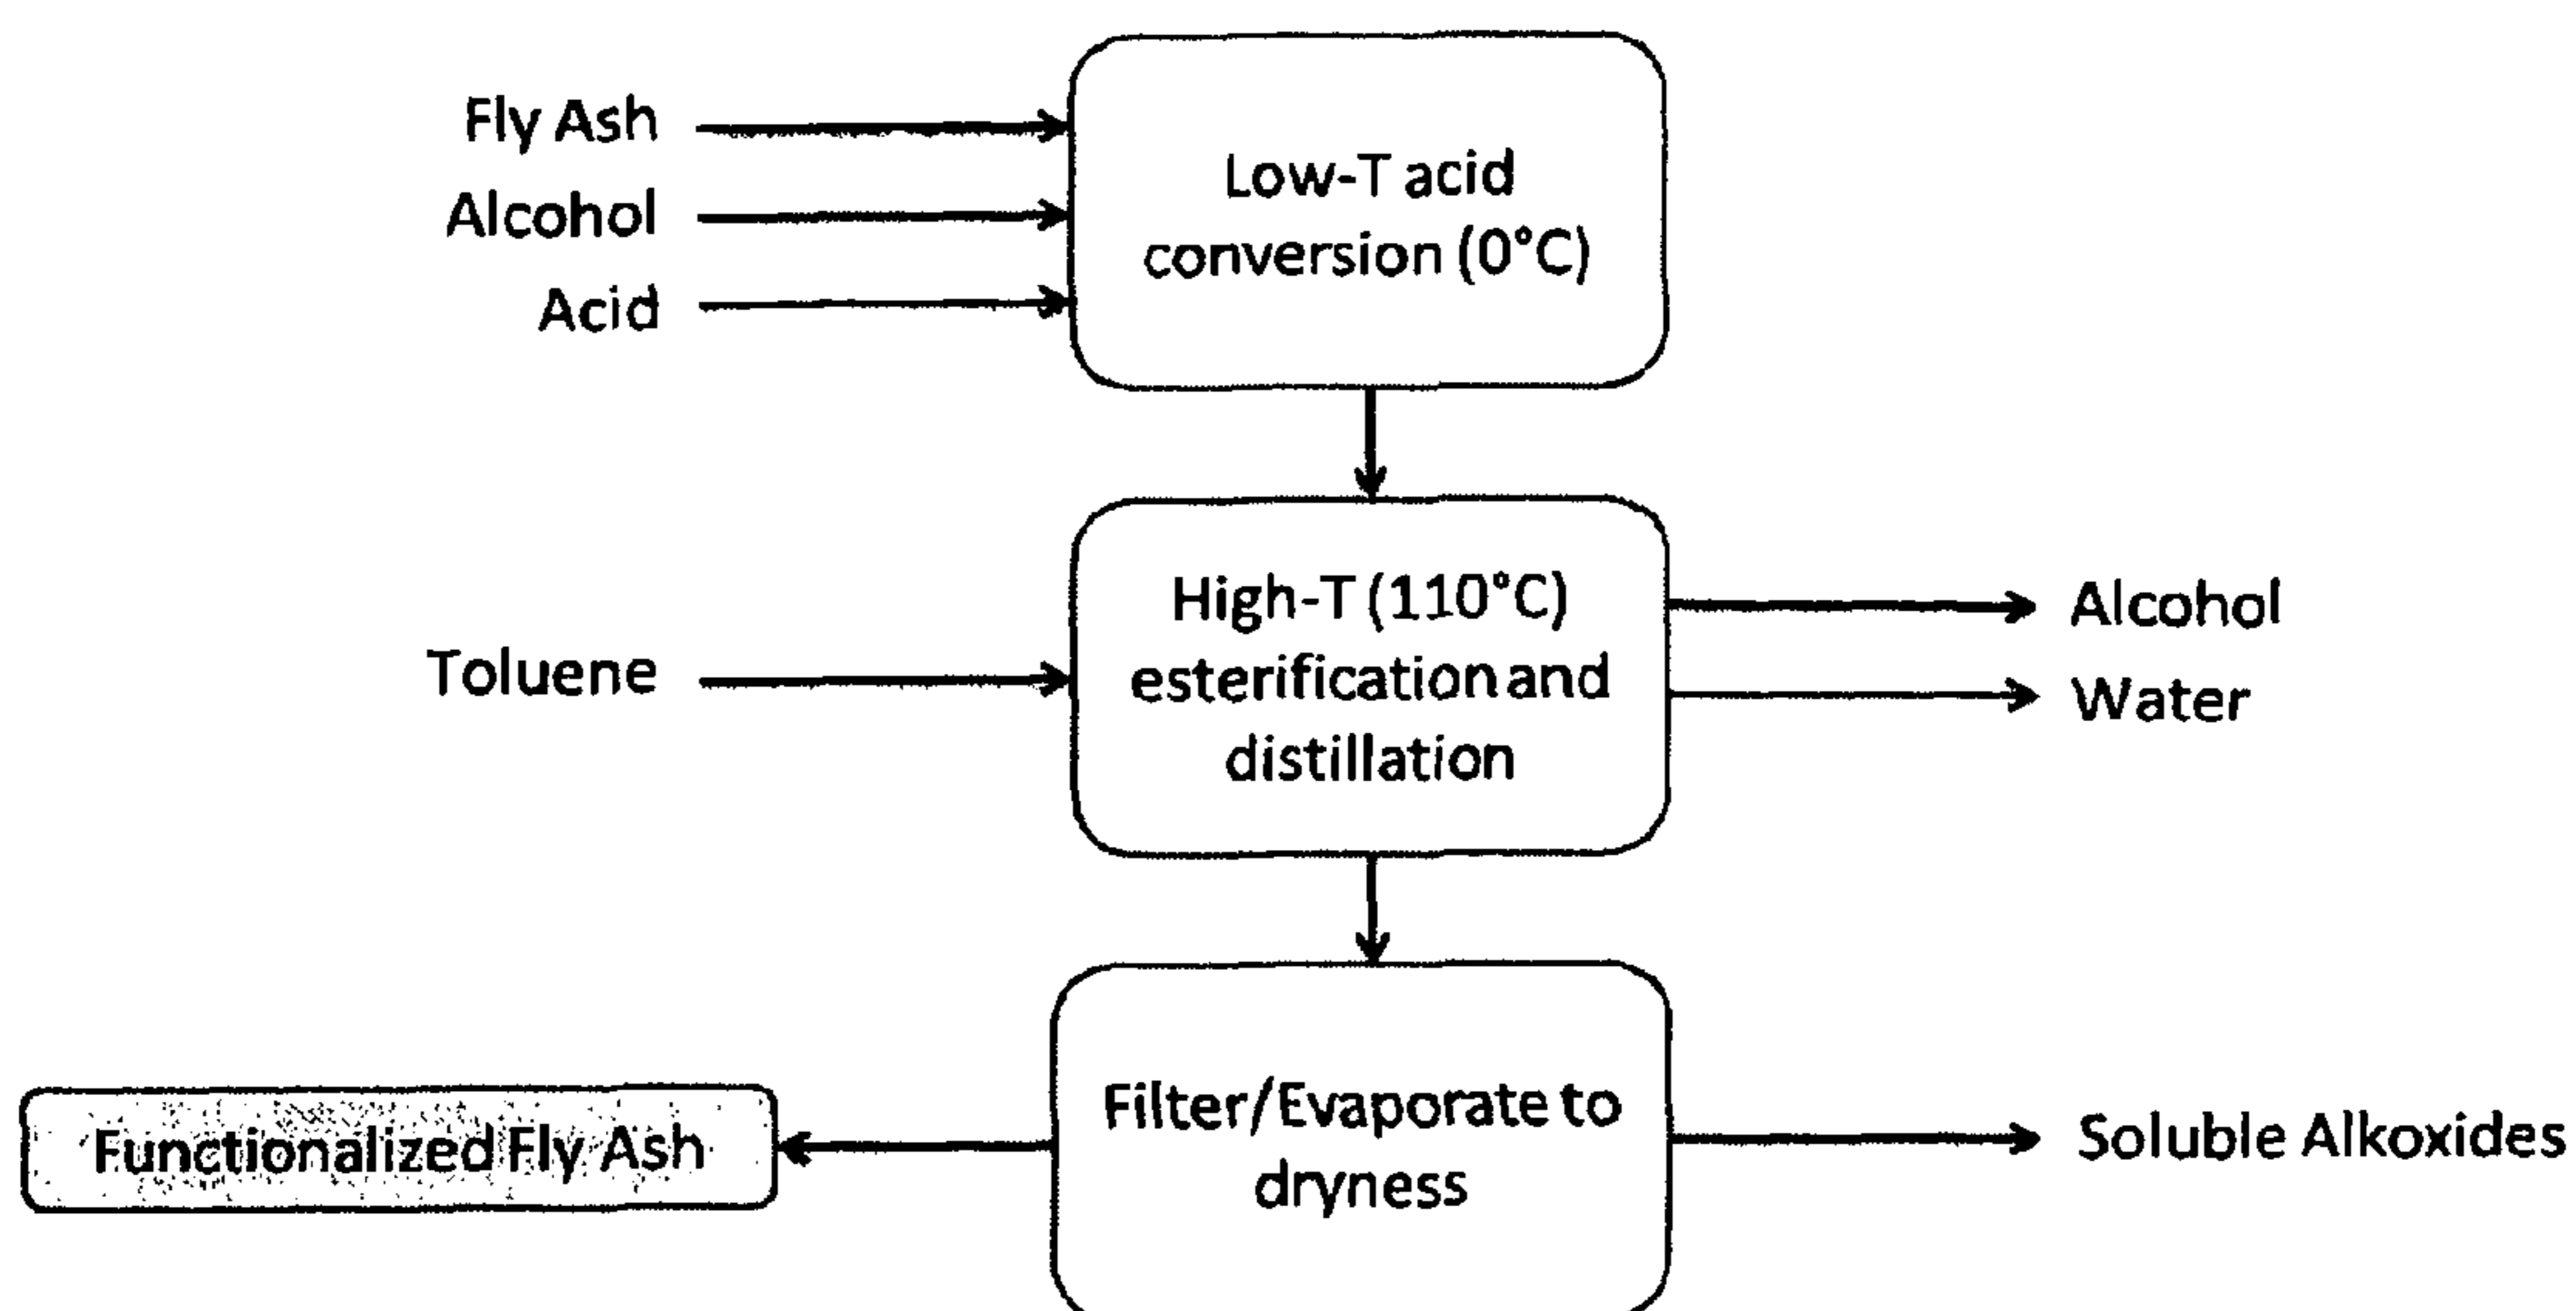 Fly Ash
Alcohol
Acid
Low-T acid
conversion (0°C)
Toluene
High-T (110°C)
esterification and
distillation
Alcohol
Water
Functionalized Fly Ash
Filter/Evaporate to
dryness
Soluble Alkoxides